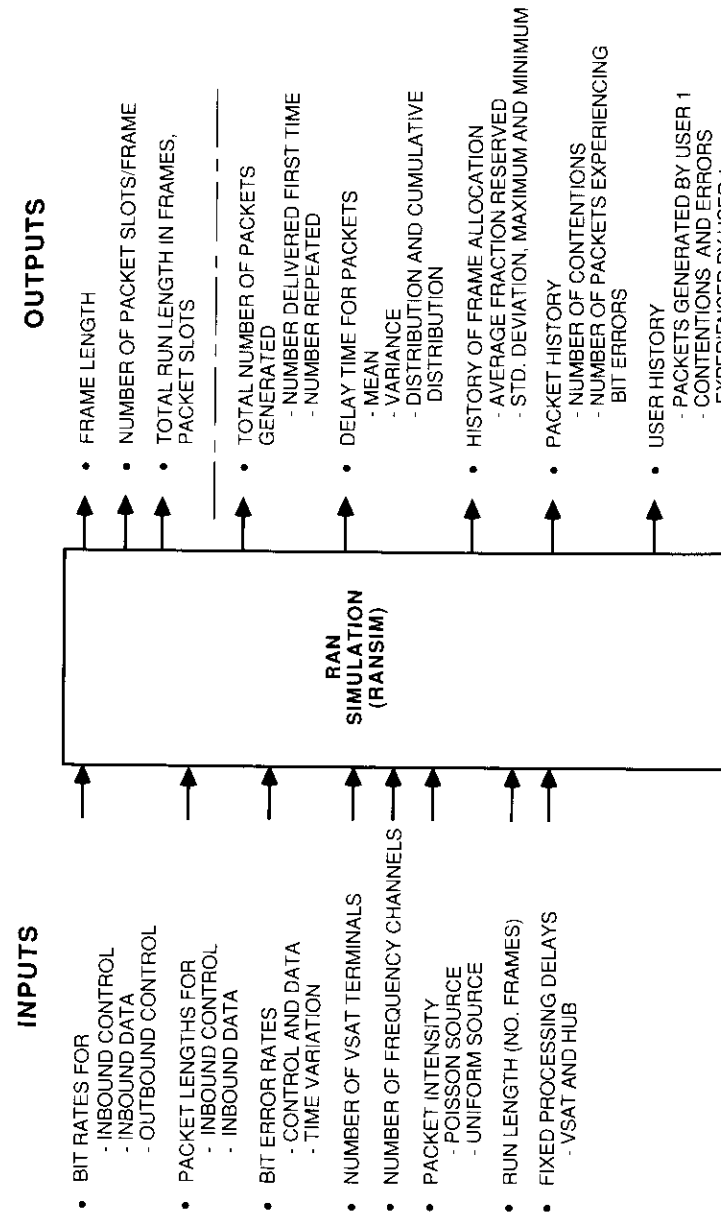 INPUTS
• BIT RATES FOR
- INBOUND CONTROL
- INBOUND DATA
- OUTBOUND CONTROL
• PACKET LENGTHS FOR
- INBOUND CONTROL
- INBOUND DATA
• BIT ERROR RATES
- CONTROL AND DATA
- TIME VARIATION
• NUMBER OF VSAT TERMINALS
• NUMBER OF FREQUENCY CHANNELS
• PACKET INTENSITY
- POISSON SOURCE
- UNIFORM SOURCE
• RUN LENGTH (NO. FRAMES)
• FIXED PROCESSING DELAYS
- VSAT AND HUB
RAN
SIMULATION
(RANSIM)
OUTPUTS
• FRAME LENGTH
• NUMBER OF PACKET SLOTS/FRAME
• TOTAL RUN LENGTH IN FRAMES,
PACKET SLOTS
• TOTAL NUMBER OF PACKETS
GENERATED
- NUMBER DELIVERED FIRST TIME
- NUMBER REPEATED
• DELAY TIME FOR PACKETS
- MEAN
- VARIANCE
- DISTRIBUTION AND CUMULATIVE
DISTRIBUTION
• HISTORY OF FRAME ALLOCATION
- AVERAGE FRACTION RESERVED
- STD. DEVIATION, MAXIMUM AND MINIMUM
• PACKET HISTORY
- NUMBER OF CONTENTIONS
- NUMBER OF PACKETS EXPERIENCING
BIT ERRORS
• USER HISTORY
- PACKETS GENERATED BY USER 1
- CONTENTIONS AND ERRORS
EXPERIENCED BY USER